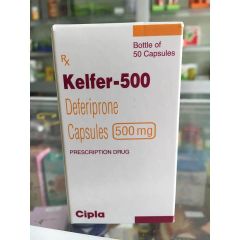 Bottle of
50 Capsules
Rx
Kelfer-500
Deferiprone
Capsules 500 mg
PRESCRIPTION DRUG
Cipla